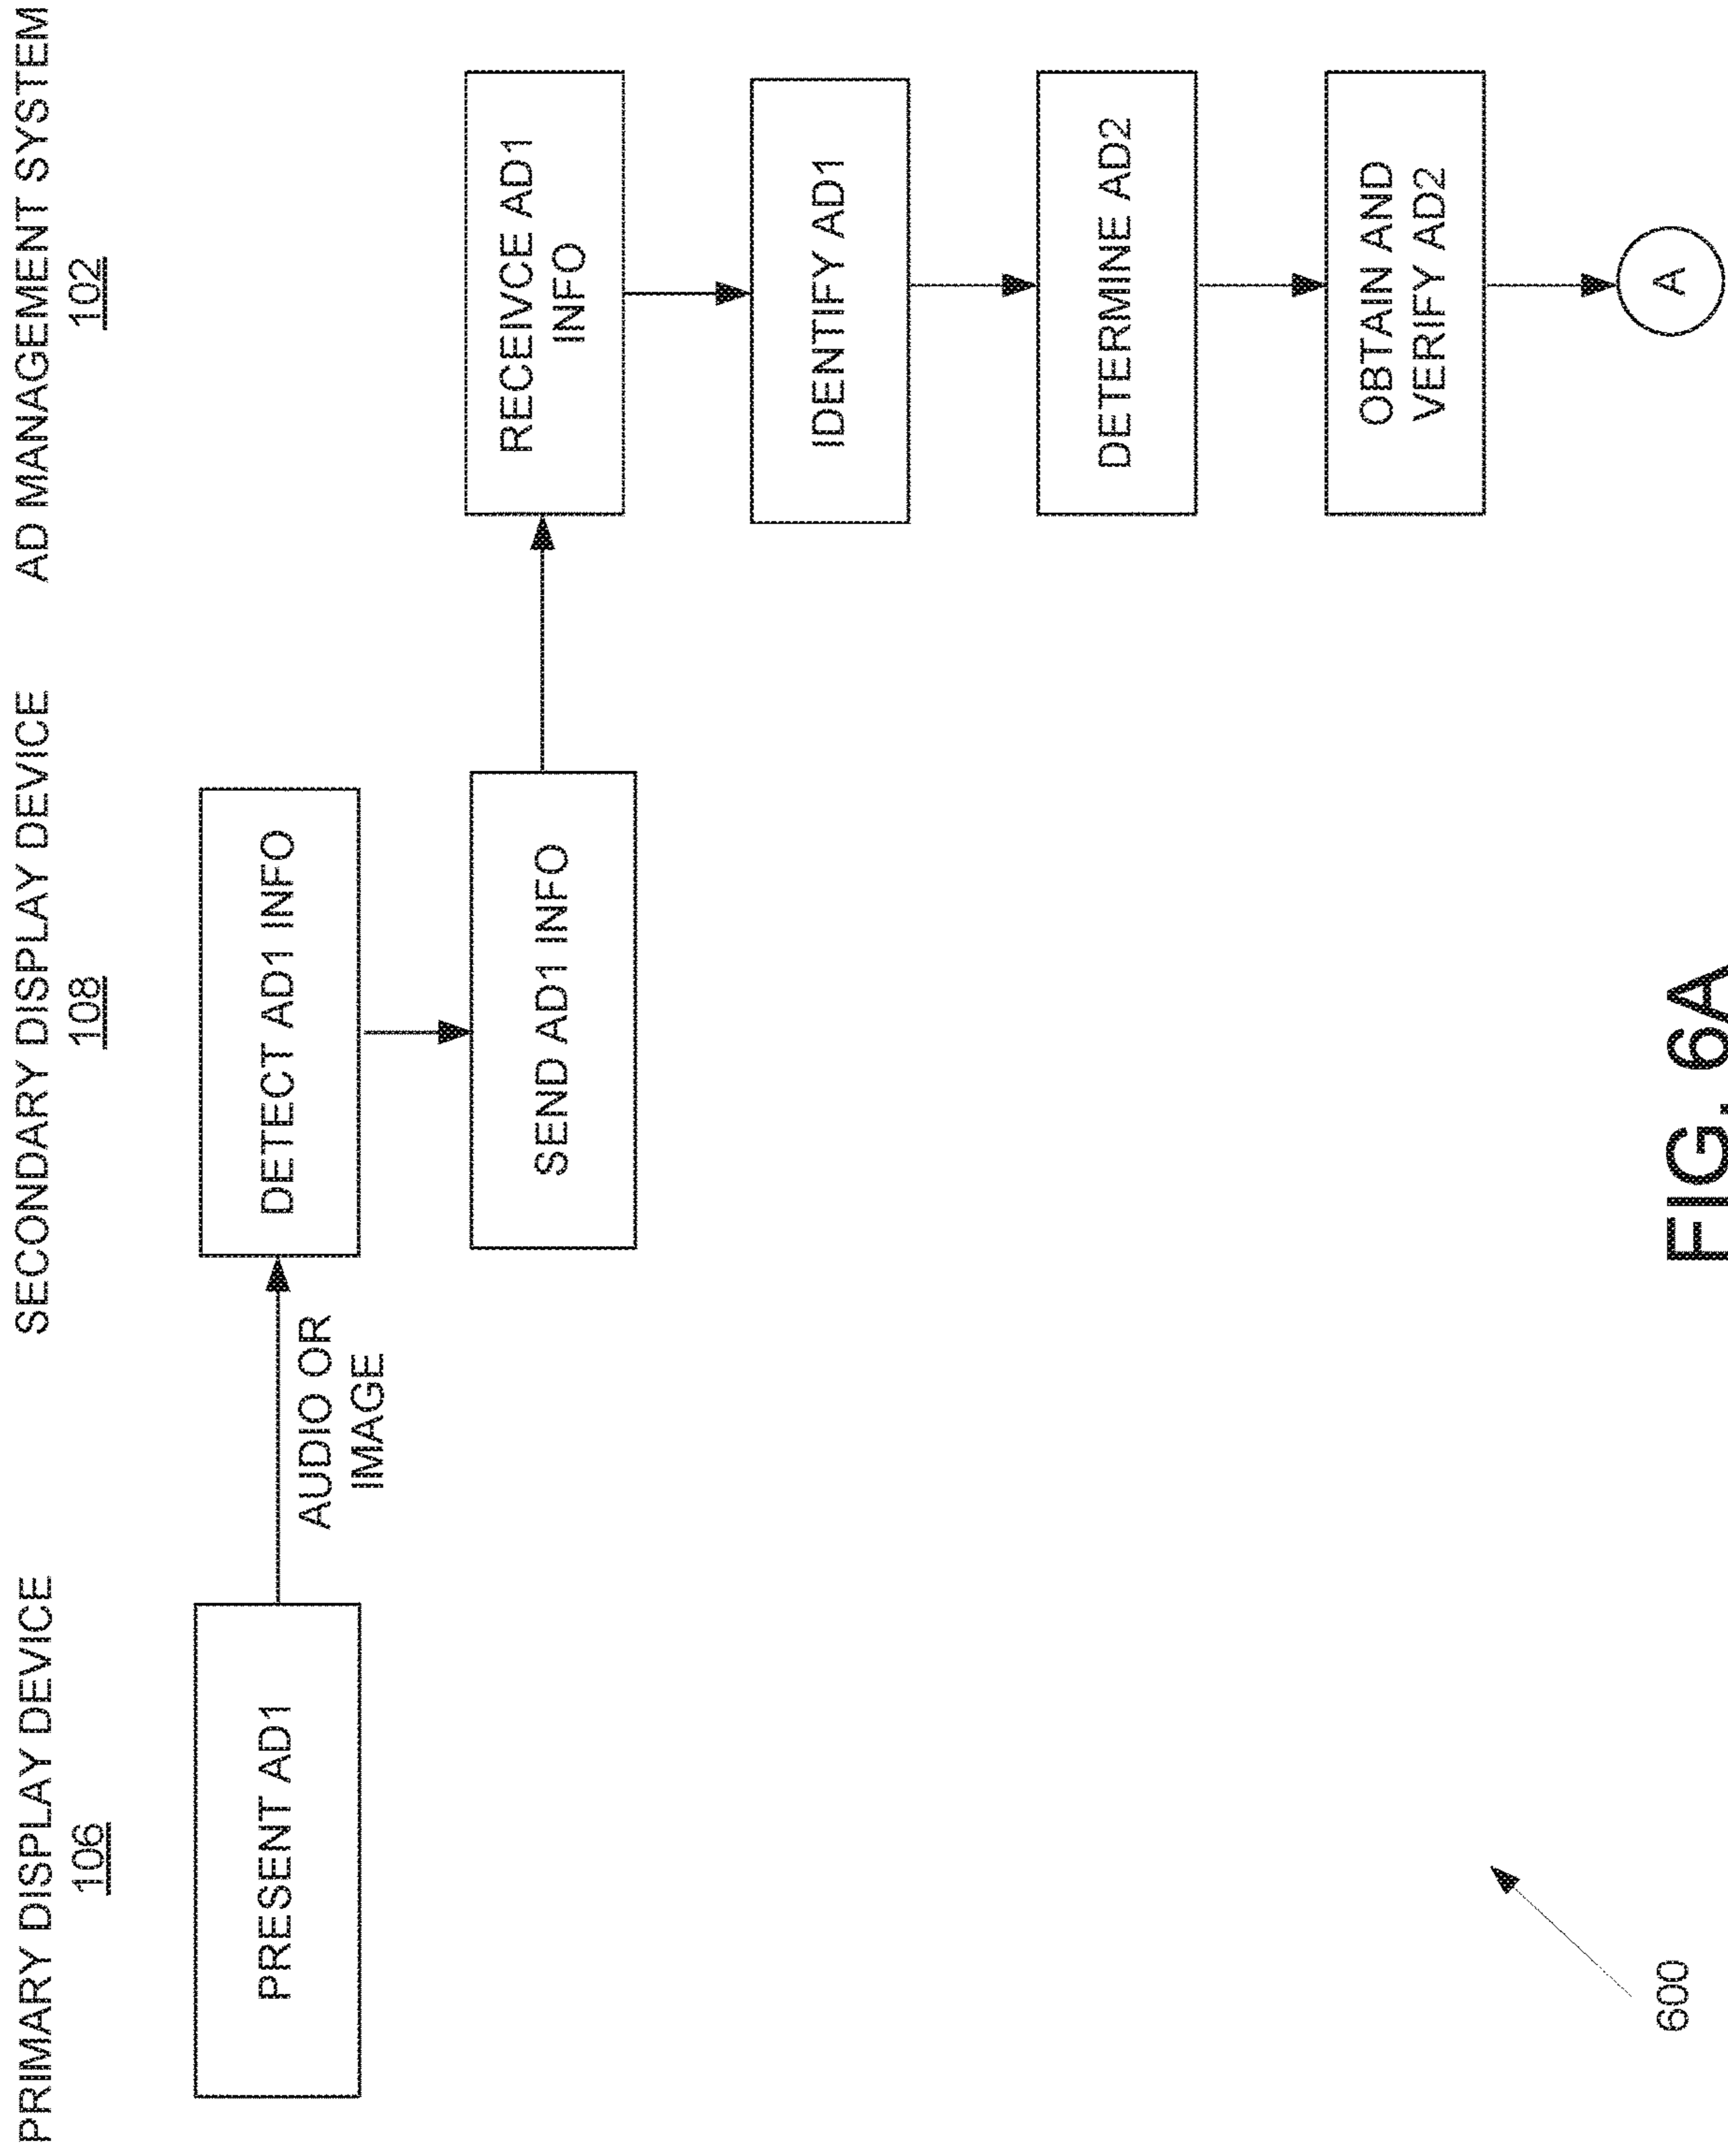 PRIMARY DISPLAY DEVICE
106
SECONDARY DISPLAY DEVICE
108
AD MANAGEMENT SYSTEM
102
PRESENT AD1
AUDIO OR
IMAGE
DETECT AD1 INFO
SEND AD1 INFO
RECEIVCE AD1
INFO
IDENTIFY AD1
DETERMINE AD2
OBTAIN AND
VERIFY AD2
A
600
FIG. 6A